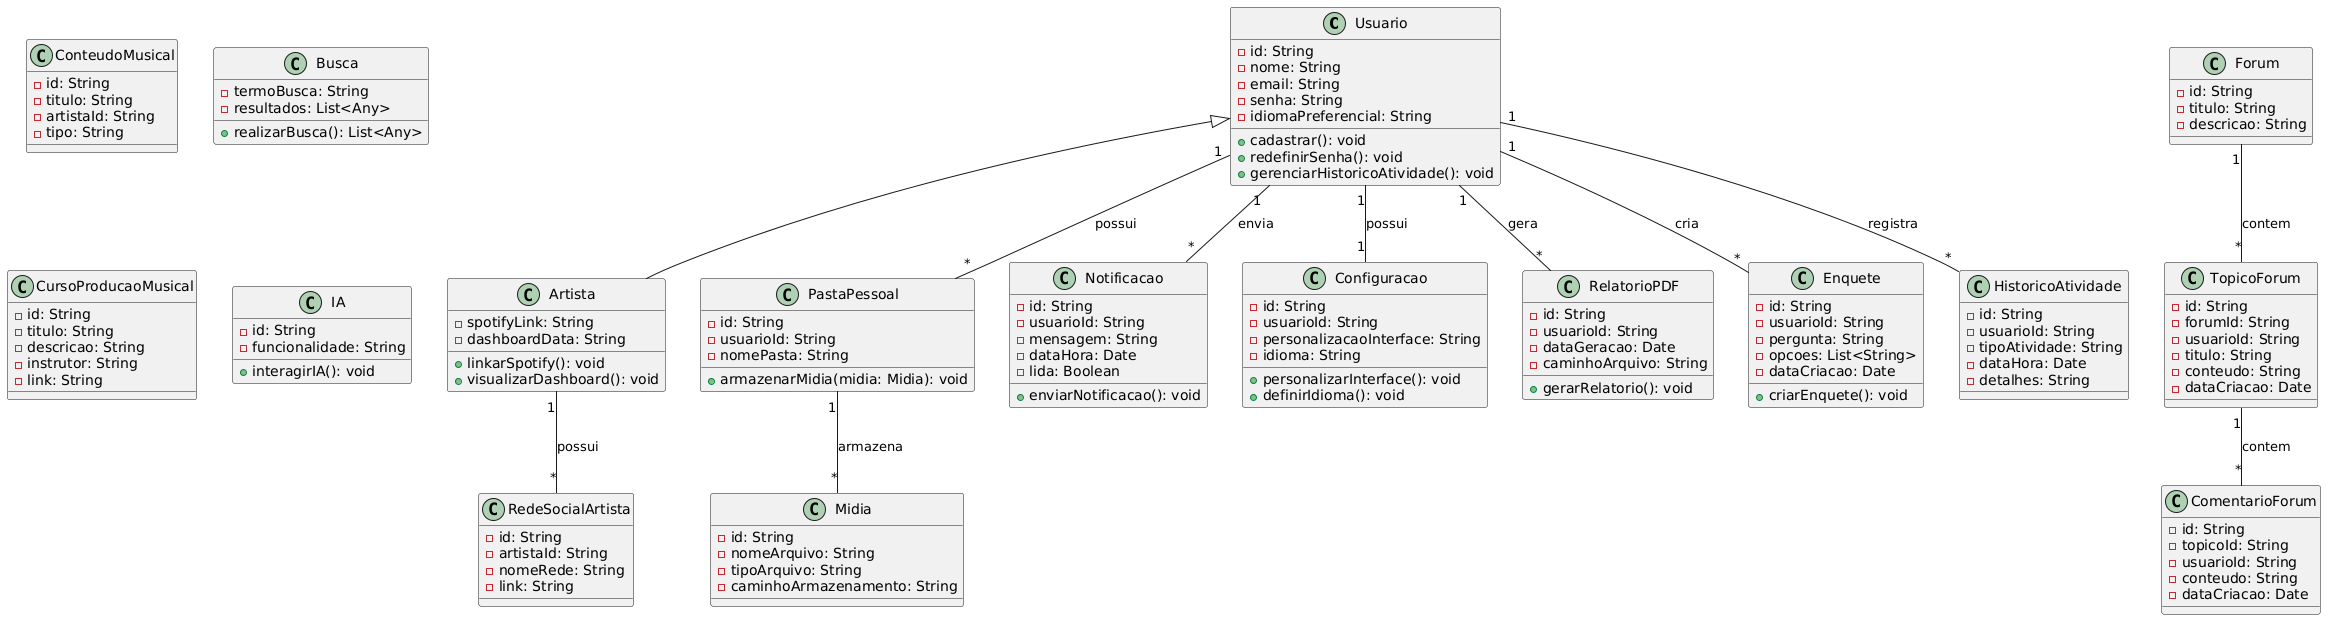 C Usuario
id: String
nome: String
email: String
senha: String
idiomaPreferencial: String
cadastrar(): void
redefinirSenha(): void
gerenciarHistoricoAtividade(): void
C ConteudoMusical
id: String
titulo: String
artistaId: String
tipo: String
C Busca
termoBusca: String
resultados: List<Any>
realizarBusca(): List<Any>
C Forum
id: String
titulo: String
descricao: String
1
possui
*
1
envia
*
1
possui
1
1
gera
*
1
cria
*
1
registra
*
1
contem
*
C CursoProducaoMusical
id: String
titulo: String
descricao: String
instrutor: String
link: String
C IA
id: String
funcionalidade: String
interagirIA(): void
C Artista
spotifyLink: String
dashboardData: String
linkarSpotify(): void
visualizarDashboard(): void
C PastaPessoal
id: String
usuarioId: String
nomePasta: String
armazenarMidia(midia: Midia): void
C Notificacao
id: String
usuarioId: String
mensagem: String
dataHora: Date
lida: Boolean
enviarNotificacao(): void
C Configuracao
id: String
usuarioId: String
personalizacaoInterface: String
idioma: String
personalizarInterface(): void
definirIdioma(): void
C RelatorioPDF
id: String
usuarioId: String
dataGeracao: Date
caminhoArquivo: String
gerarRelatorio(): void
C Enquete
id: String
usuarioId: String
pergunta: String
opcoes: List<String>
dataCriacao: Date
criarEnquete(): void
C HistoricoAtividade
id: String
usuarioId: String
tipoAtividade: String
dataHora: Date
detalhes: String
C TopicoForum
id: String
forumId: String
usuarioId: String
titulo: String
conteudo: String
dataCriacao: Date
1
possui
*
1
armazena
*
1
contem
*
C RedeSocialArtista
id: String
artistaId: String
nomeRede: String
link: String
C Midia
id: String
nomeArquivo: String
tipoArquivo: String
caminhoArmazenamento: String
C ComentarioForum
id: String
topicoId: String
usuarioId: String
conteudo: String
dataCriacao: Date